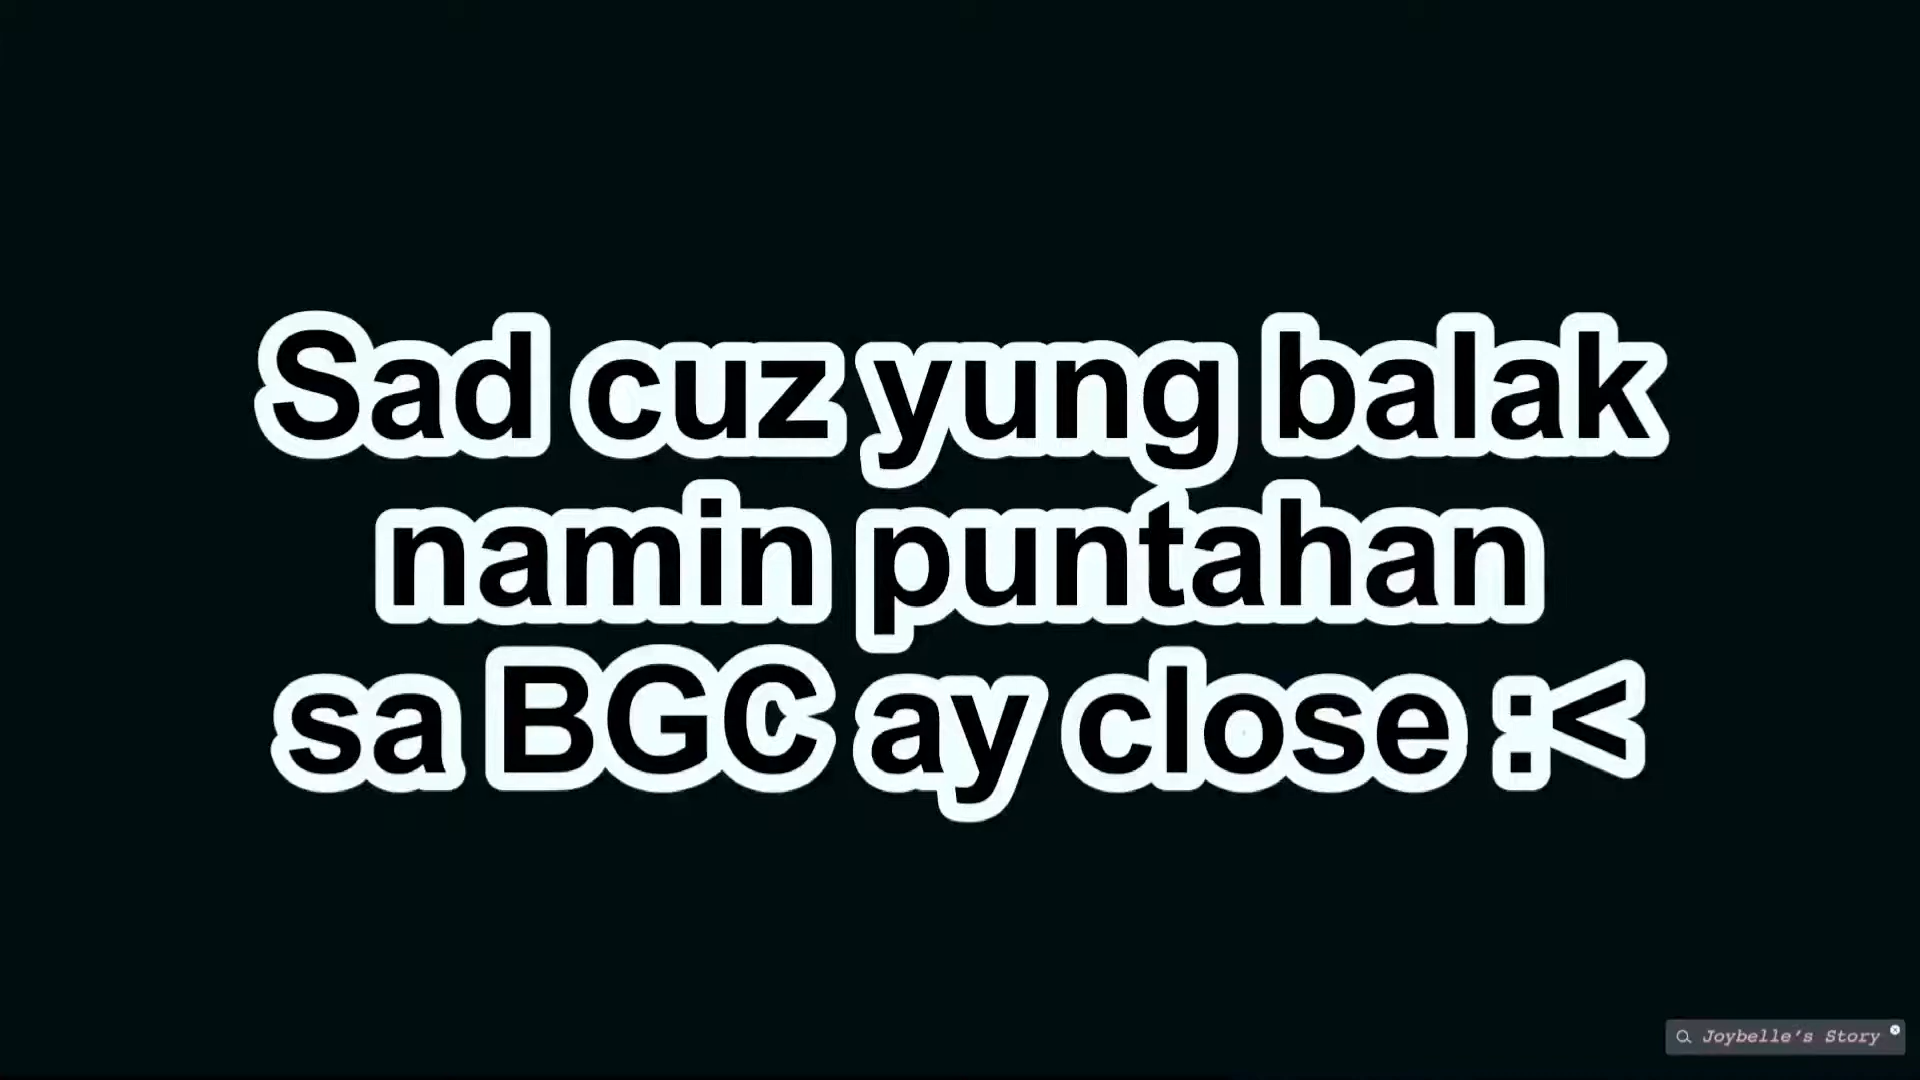 Sad cuz yung balak
namin puntahan
sa BGC ay close :<
Joybelle's Story